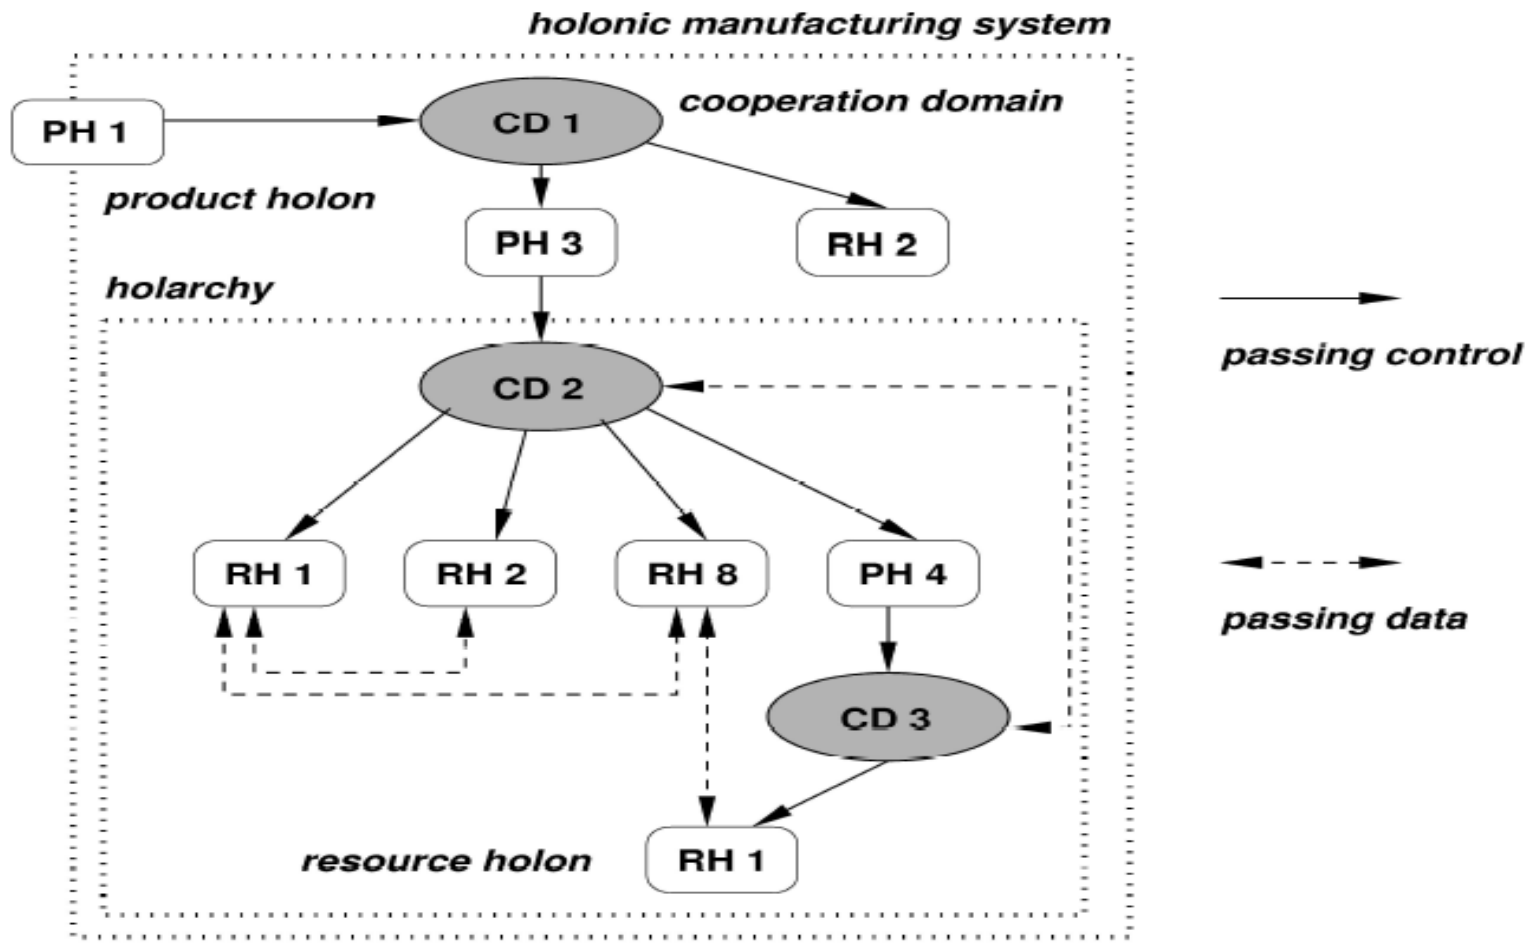 holonic manufacturing system
PH 1
CD 1
cooperation domain
product holon
PH 3
RH 2
holarchy
passing control
CD 2
RH 1
RH 2
RH 8
PH 4
passing data
CD 3
resource holon
RH 1